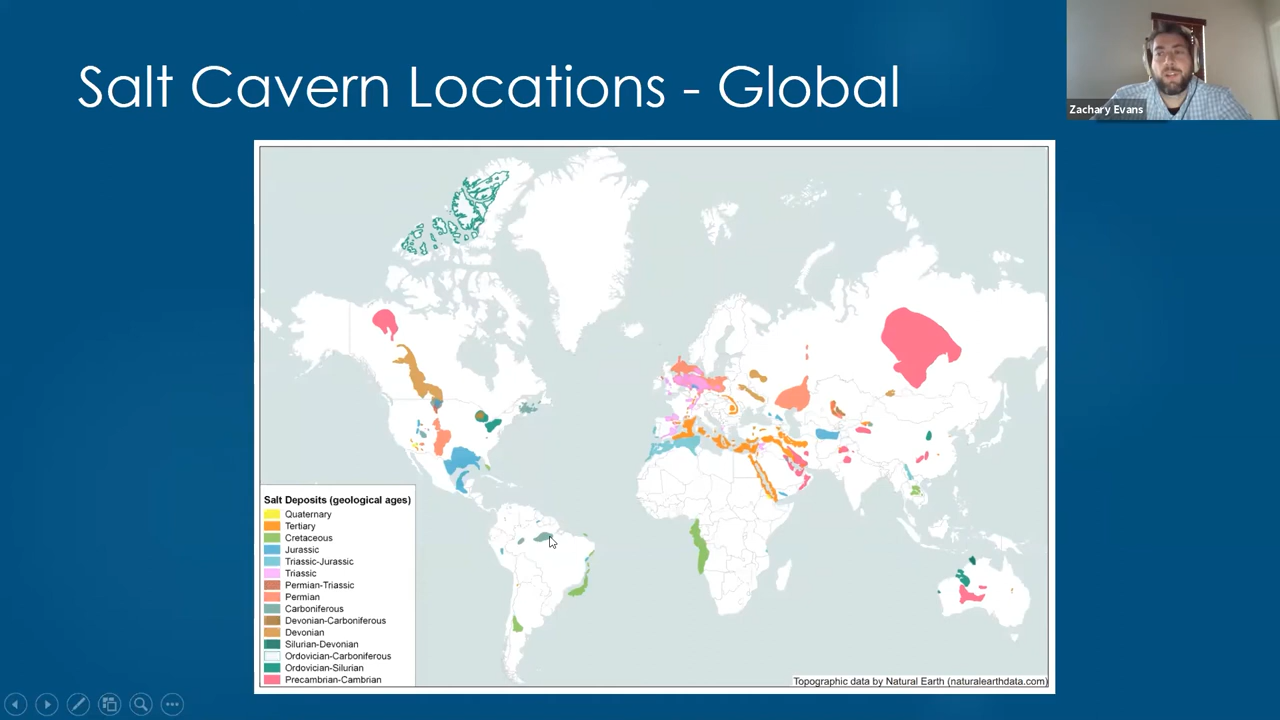 Salt Cavern Locations - Global
Zachary Evans
Salt Deposits (geological ages)
Quaternary
Tertiary
Cretaceous
Jurassic
Triassic-Jurassic
Triassic
Permian-Triassic
Permian
Carboniferous
Devonian-Carboniferous
Devonian
Silurian-Devonian
Ordovician-Carboniferous
Ordovician-Silurian
Precambrian-Cambrian
Topographic data by Natural Earth (naturalearthdata.com)